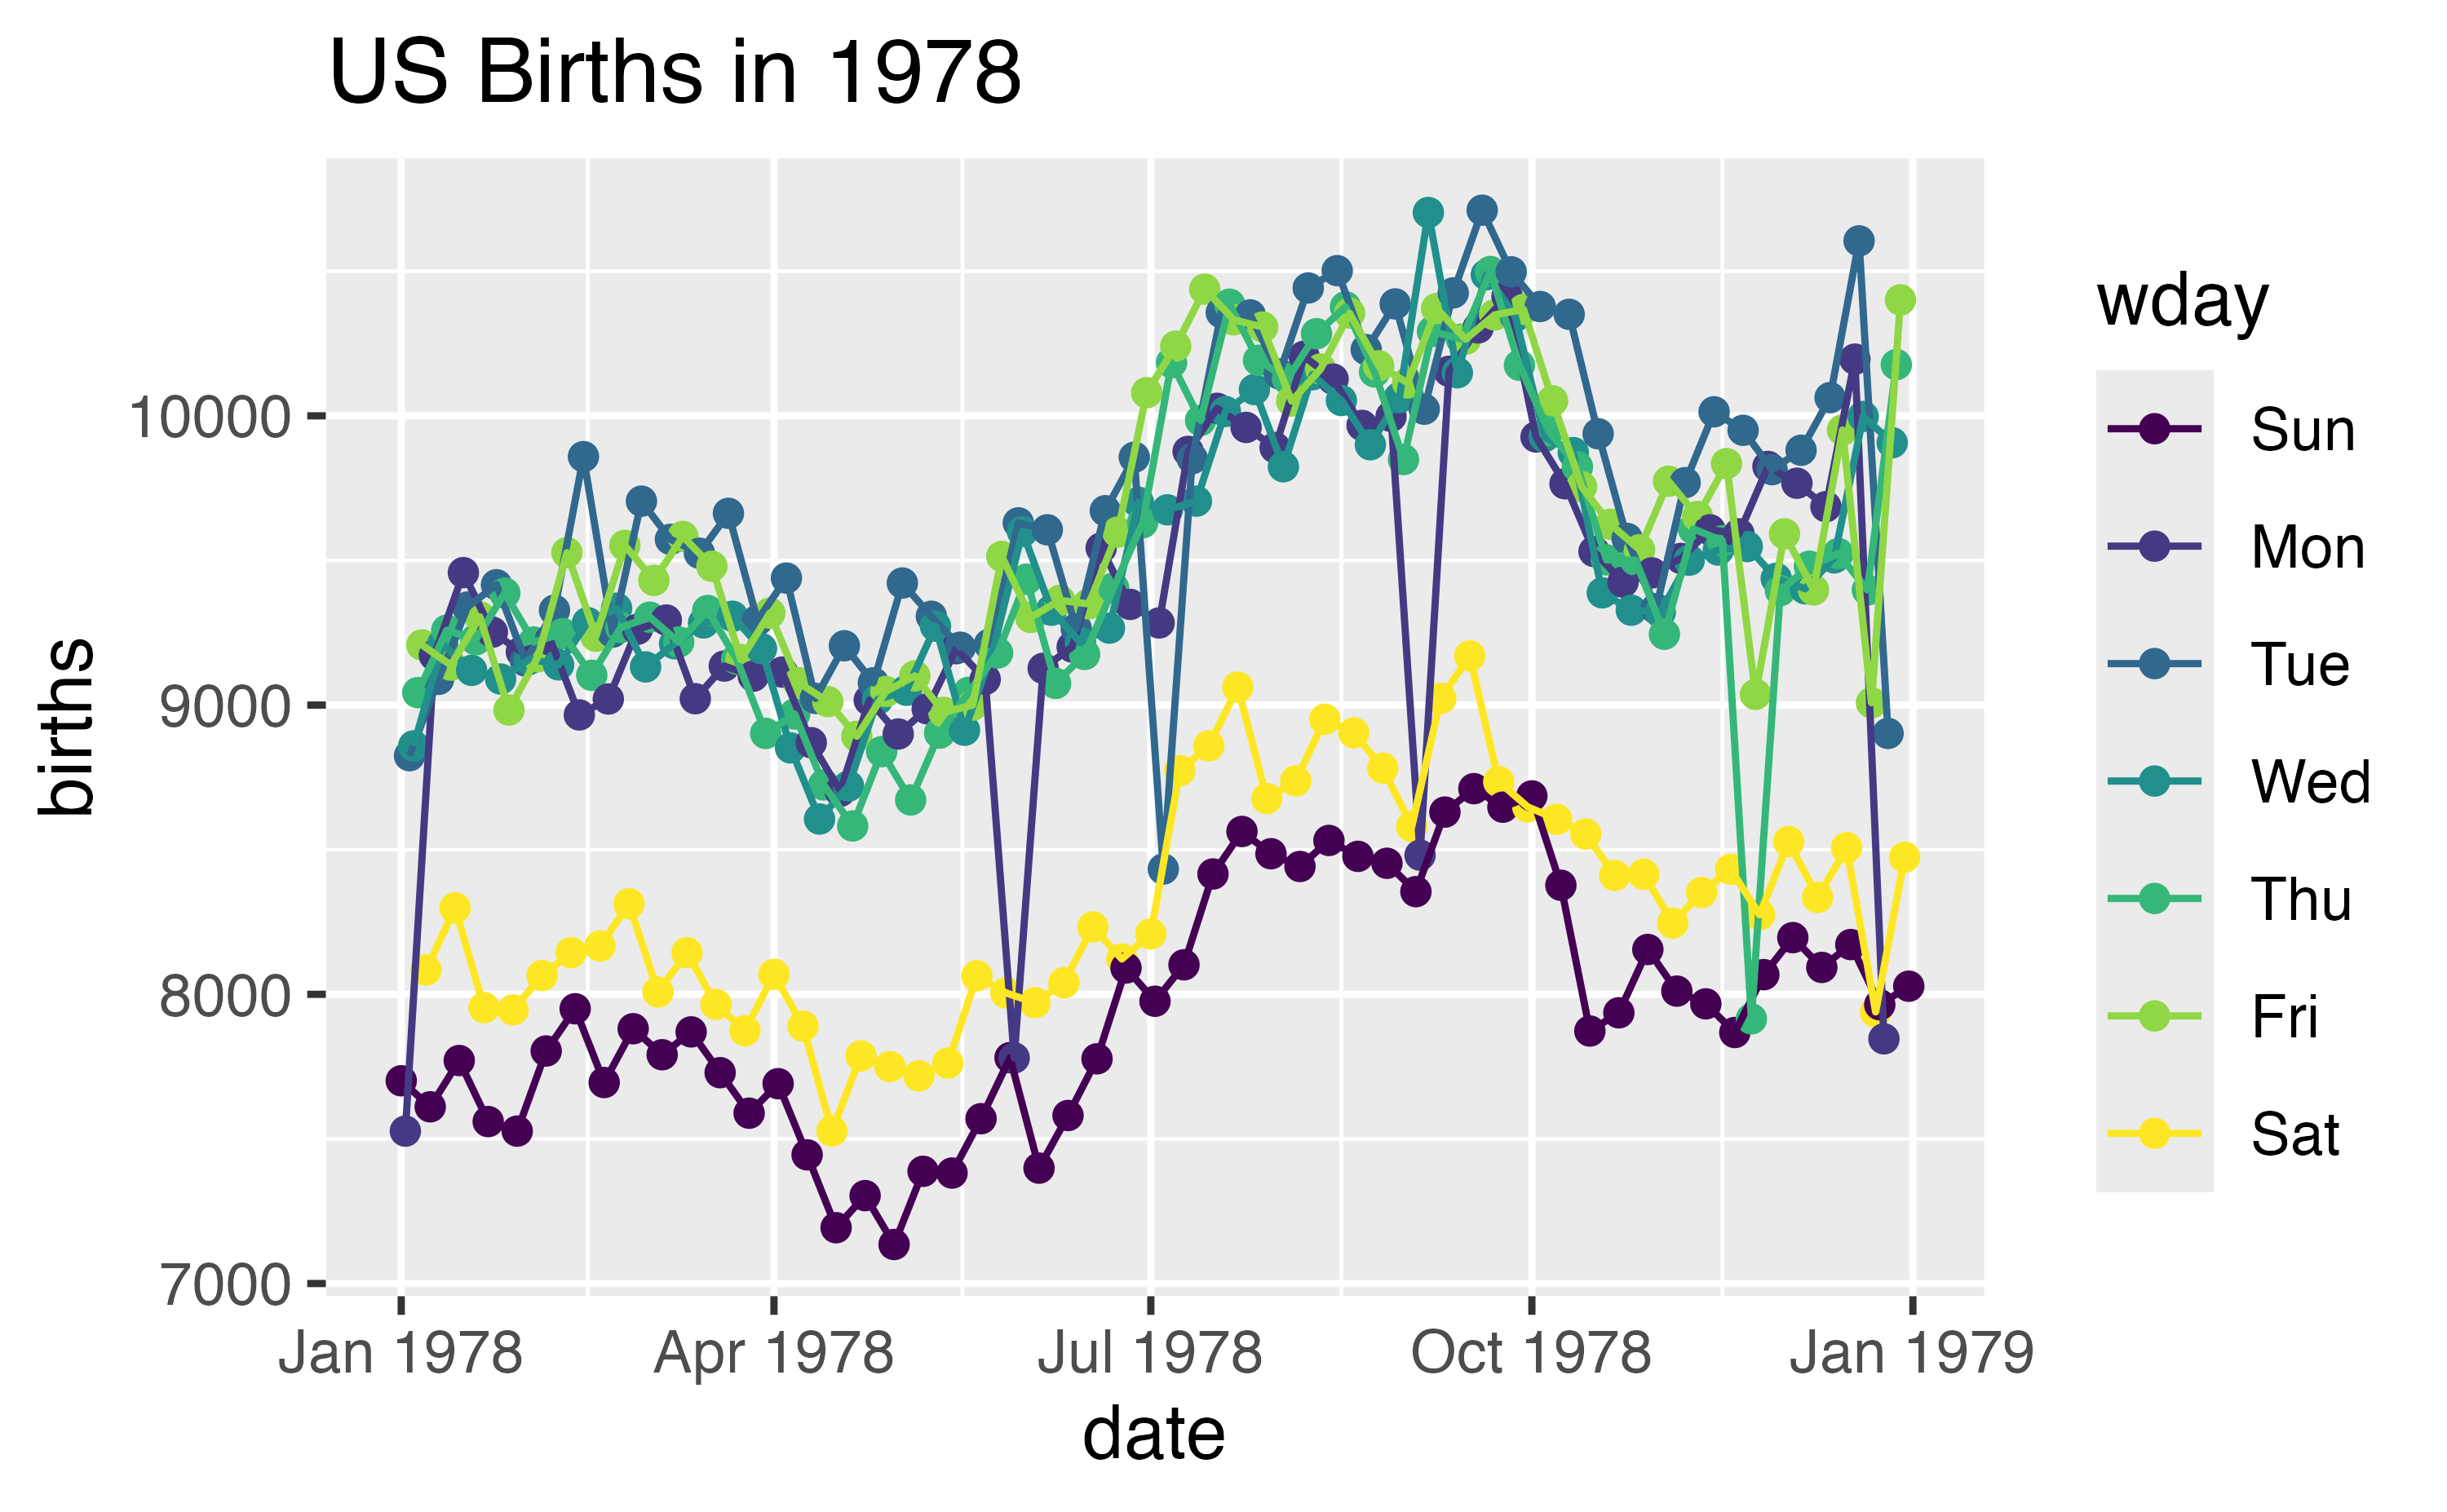 US Births in 1978
births
10000
9000
8000
7000
Jan 1978
Apr 1978
Jul 1978
Oct 1978
Jan 1979
date
wday
Sun
Mon
Tue
Wed
Thu
Fri
Sat